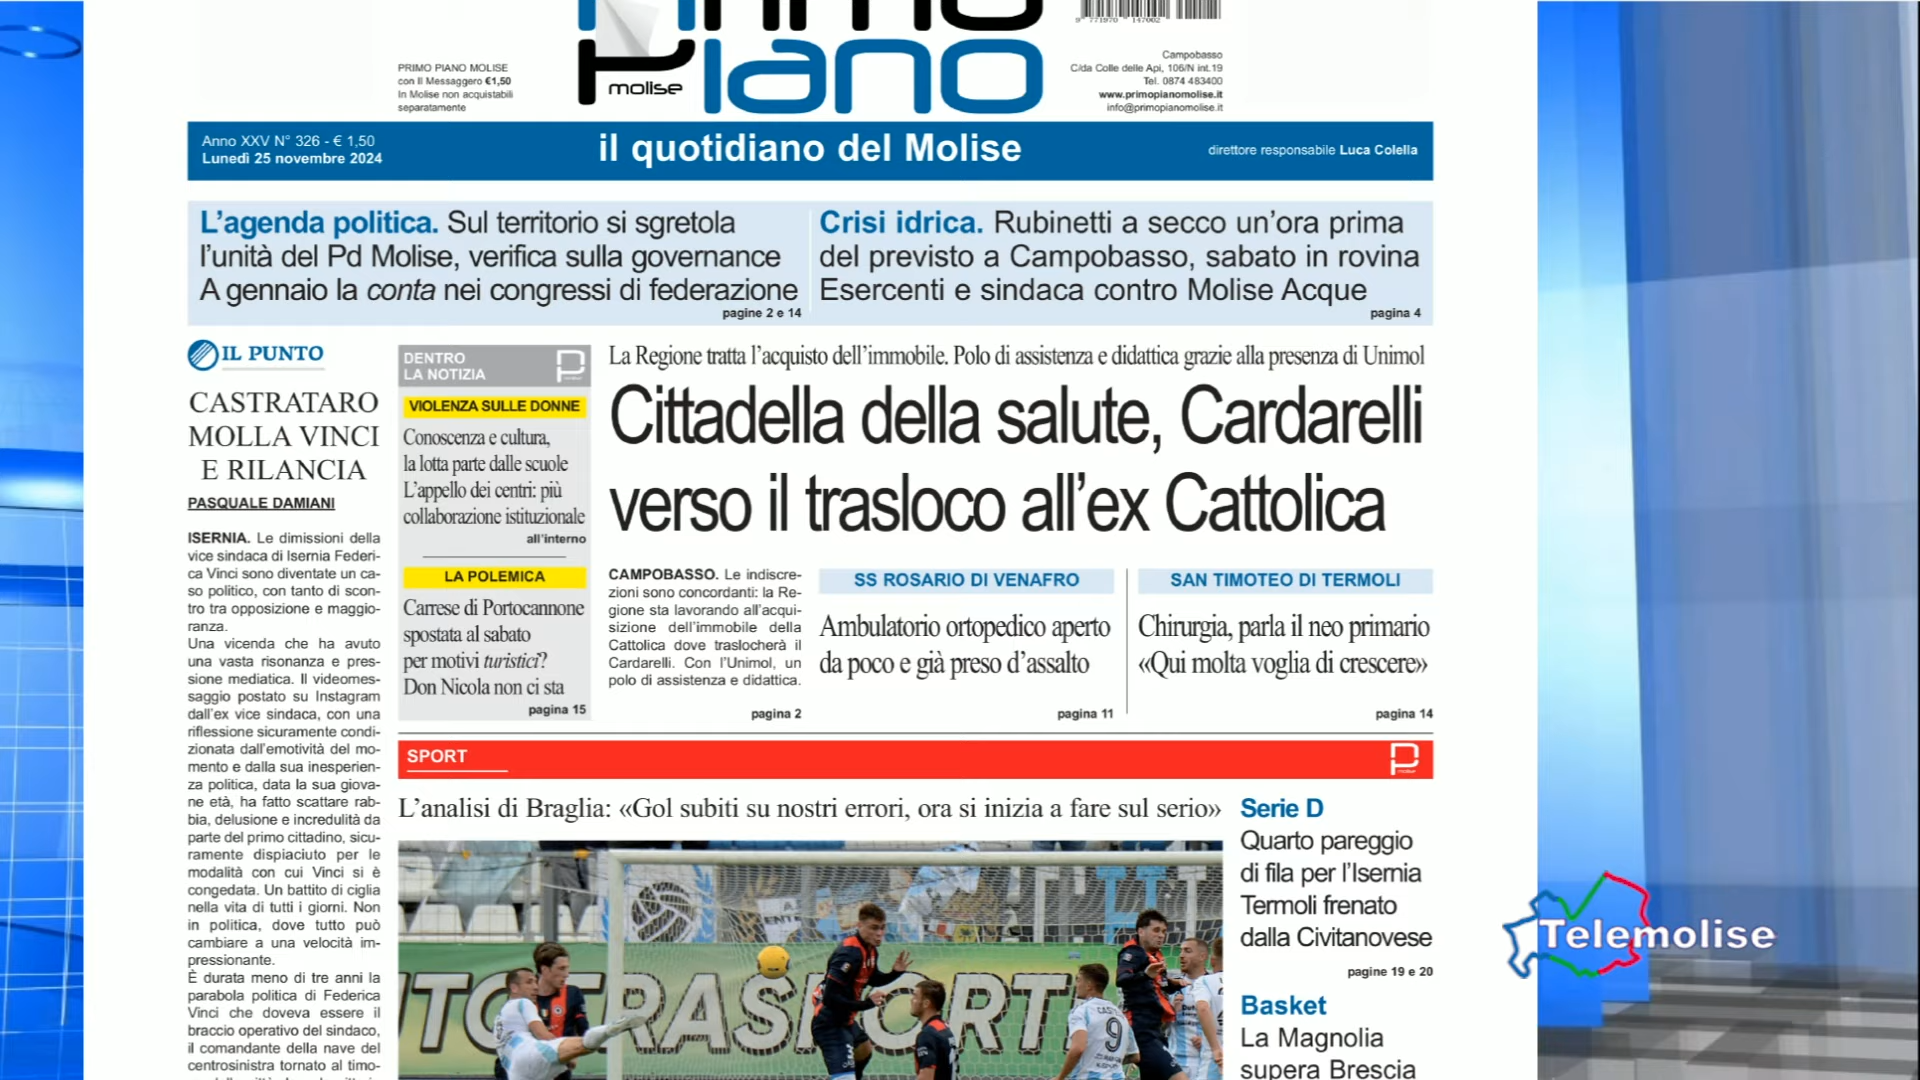 Primo
Piano
molise
9 771970 147002
PRIMO PIANO MOLISE
con Il Messaggero €1,50
In Molise non acquistabili
separatamente
Campobasso
C/da Colle delle Api, 106/N int.19
Tel. 0874 483400
www.primopianomolise.it
info@primopianomolise.it
Anno XXV N° 326 - € 1,50
Lunedì 25 novembre 2024
il quotidiano del Molise
direttore responsabile Luca Colella
L'agenda politica. Sul territorio si sgretola
l'unità del Pd Molise, verifica sulla governance
A gennaio la conta nei congressi di federazione
pagine 2 e 14
Crisi idrica. Rubinetti a secco un'ora prima
del previsto a Campobasso, sabato in rovina
Esercenti e sindaca contro Molise Acque
pagina 4
IL PUNTO
CASTRATARO
MOLLA VINCI
E RILANCIA
PASQUALE DAMIANI
ISERNIA. Le dimissioni della
vice sindaca di Isernia Federi-
ca Vinci sono diventate un ca-
so politico, con tanto di scon-
tro tra opposizione e maggio-
ranza.
Una vicenda che ha avuto
una vasta risonanza e pres-
sione mediatica. Il videomes-
saggio postato su Instagram
dall'ex vice sindaca, con una
riflessione sicuramente condi-
zionata dall'emotività del mo-
mento e dalla sua inesperien-
za politica, data la sua giova-
ne età, ha fatto scattare rab-
bia, delusione e incredulità da
parte del primo cittadino, sicu-
ramente dispiaciuto per le
modalità con cui Vinci si è
congedata. Un battito di ciglia
nella vita di tutti i giorni. Non
in politica, dove tutto può
cambiare a una velocità im-
pressionante.
È durata meno di tre anni la
parabola politica di Federica
Vinci che doveva essere il
braccio operativo del sindaco,
il comandante della nave del
centrosinistra tornato al timo-
DENTRO
LA NOTIZIA
VIOLENZA SULLE DONNE
Conoscenza e cultura,
la lotta parte dalle scuole
L'appello dei centri: più
collaborazione istituzionale
all'interno
LA POLEMICA
Carrese di Portocannone
spostata al sabato
per motivi turistici?
Don Nicola non ci sta
pagina 15
La Regione tratta l'acquisto dell'immobile. Polo di assistenza e didattica grazie alla presenza di Unimol
Cittadella della salute, Cardarelli
verso il trasloco all'ex Cattolica
CAMPOBASSO. Le indiscre-
zioni sono concordanti: la Re-
gione sta lavorando all'acqui-
sizione dell'immobile della
Cattolica dove traslocherà il
Cardarelli. Con l'Unimol, un
polo di assistenza e didattica.
pagina 2
SS ROSARIO DI VENAFRO
Ambulatorio ortopedico aperto
da poco e già preso d'assalto
pagina 11
SAN TIMOTEO DI TERMOLI
Chirurgia, parla il neo primario
«Qui molta voglia di crescere»
pagina 14
SPORT
L'analisi di Braglia: «Gol subiti su nostri errori, ora si inizia a fare sul serio»
TRASPORT
9
Serie D
Quarto pareggio
di fila per l'Isernia
Termoli frenato
dalla Civitanovese
pagine 19 e 20
Basket
La Magnolia
supera Brescia
Telemolise